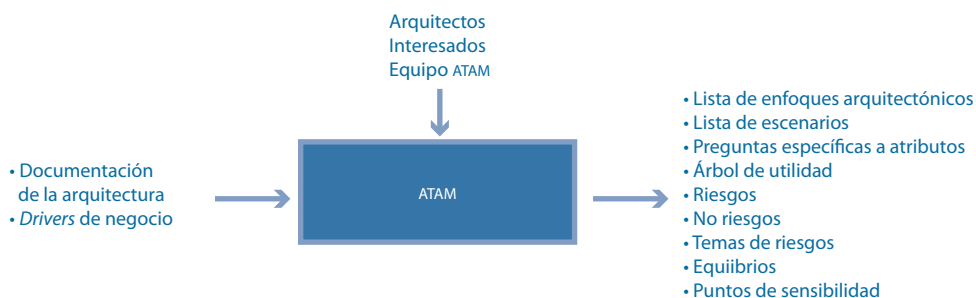 Arquitectos
Interesados
Equipo ATAM
• Documentación
de la arquitectura
• Drivers de negocio
ATAM
• Lista de enfoques arquitectónicos
• Lista de escenarios
• Preguntas específicas a atributos
• Árbol de utilidad
• Riesgos
• No riesgos
• Temas de riesgos
• Equiibrios
• Puntos de sensibilidad